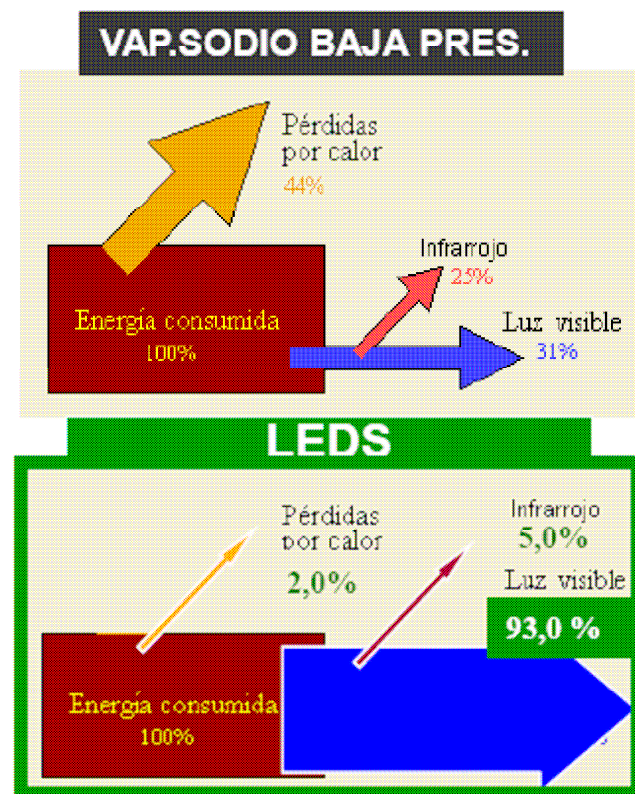 VAP.SODIO BAJA PRES.
Pérdidas
por calor
44%
Infrarrojo
25%
Energía consumida
100%
Luz visible
31%
LEDS
Pérdidas
por calor
2,0%
Infrarrojo
5,0%
Luz visible
93,0 %
Energía consumida
100%